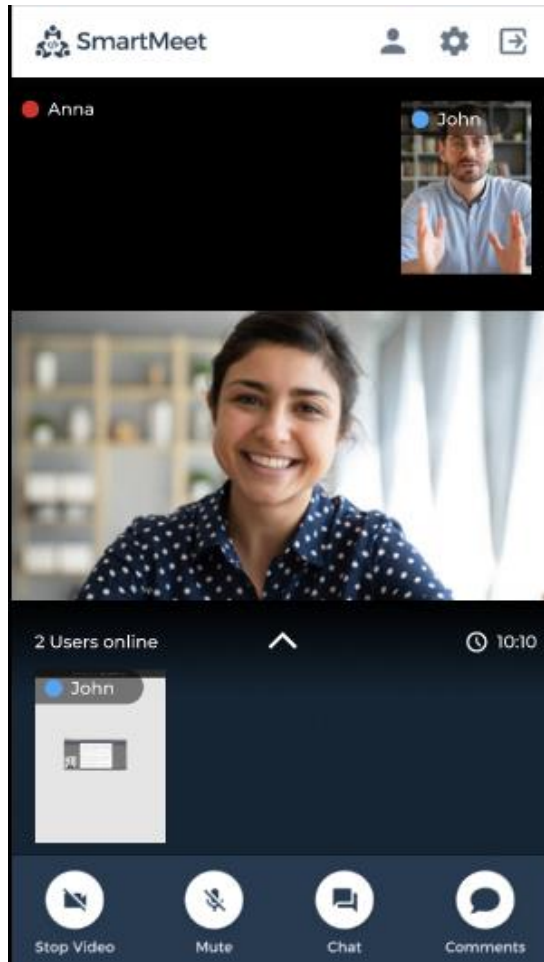 SmartMeet
Anna
John
2 Users online
10:10
John
Stop Video
Mute
Chat
Comments